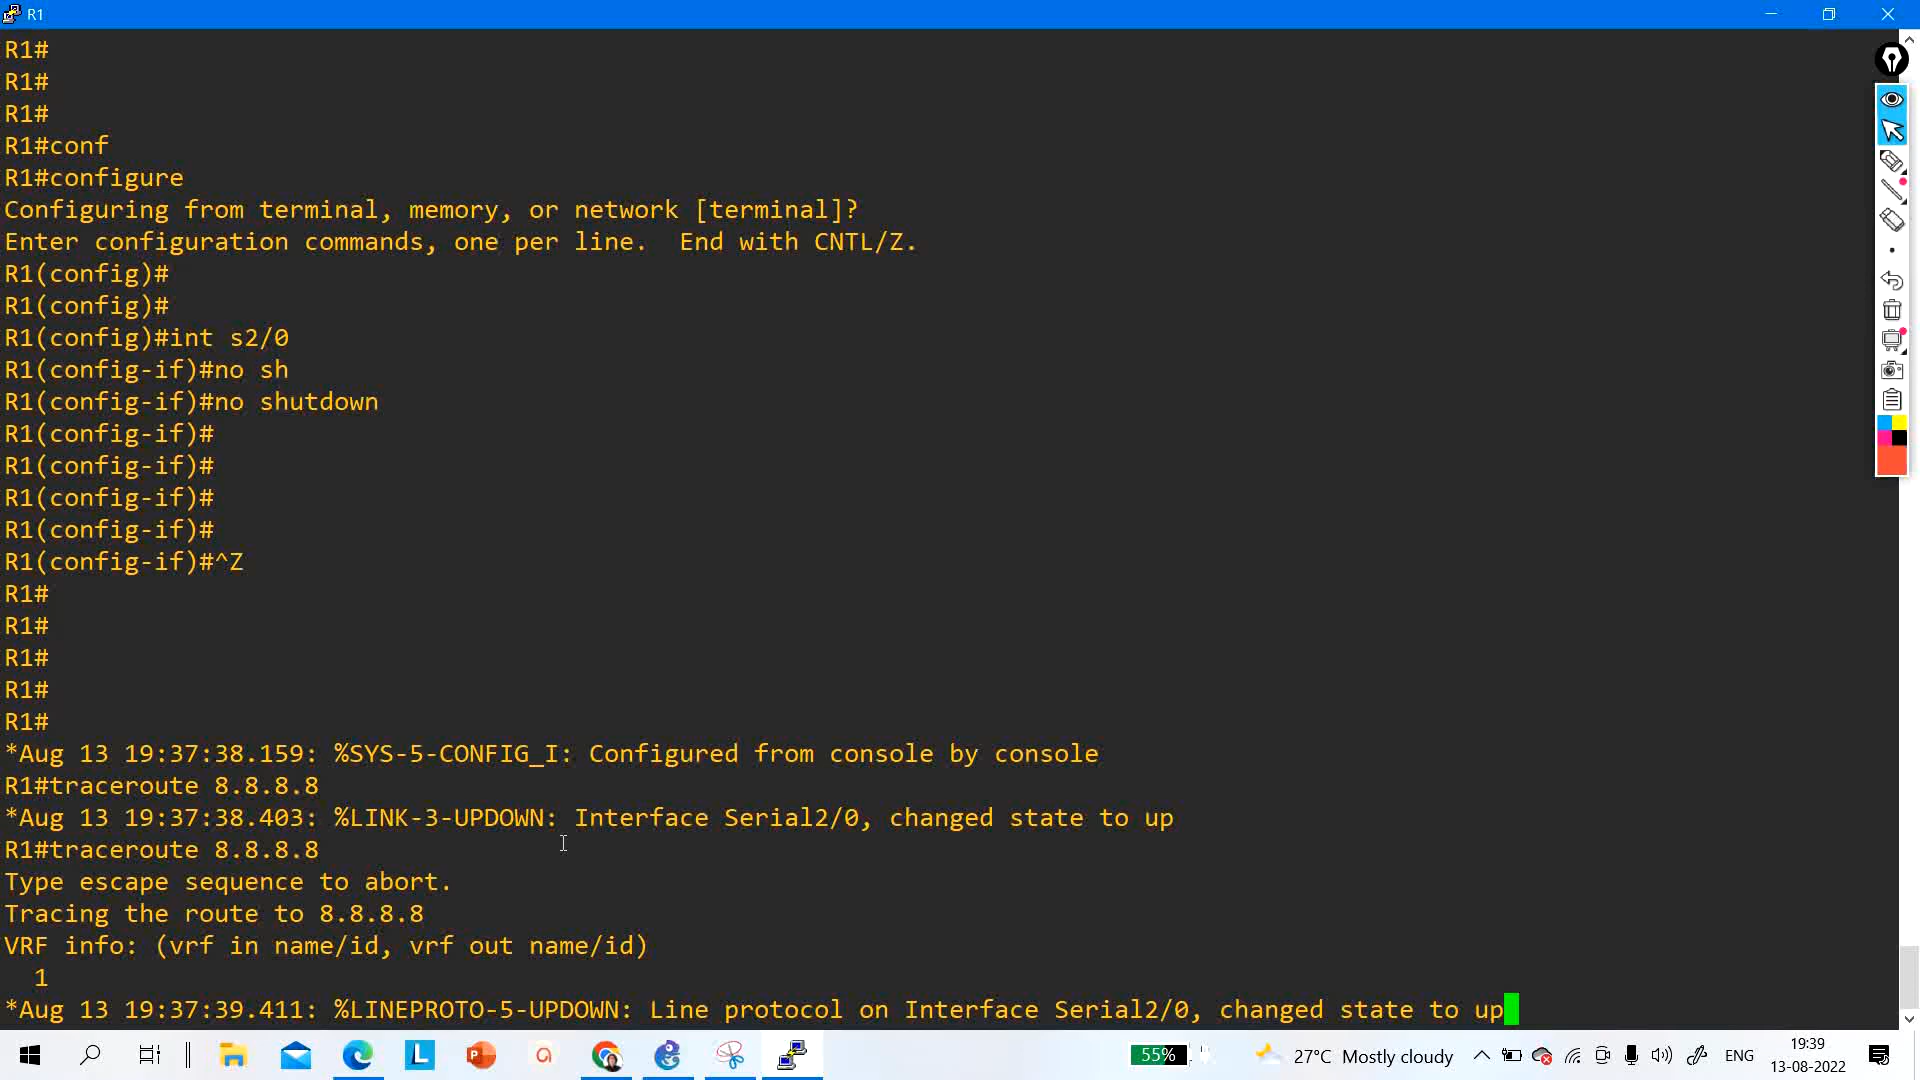 R1
R1#
R1#
R1#
R1#conf
R1#configure
Configuring from terminal, memory, or network [terminal]?
Enter configuration commands, one per line.  End with CNTL/Z.
R1(config)#
R1(config)#
R1(config)#int s2/0
R1(config-if)#no sh
R1(config-if)#no shutdown
R1(config-if)#
R1(config-if)#
R1(config-if)#
R1(config-if)#
R1(config-if)#^Z
R1#
R1#
R1#
R1#
R1#
*Aug 13 19:37:38.159: %SYS-5-CONFIG_I: Configured from console by console
R1#traceroute 8.8.8.8
*Aug 13 19:37:38.403: %LINK-3-UPDOWN: Interface Serial2/0, changed state to up
R1#traceroute 8.8.8.8
Type escape sequence to abort.
Tracing the route to 8.8.8.8
VRF info: (vrf in name/id, vrf out name/id)
  1
*Aug 13 19:37:39.411: %LINEPROTO-5-UPDOWN: Line protocol on Interface Serial2/0, changed state to up
L
P
a
55%
27°C Mostly cloudy
ENG
19:39
13-08-2022